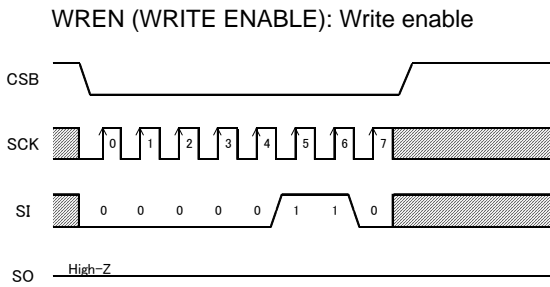 WREN (WRITE ENABLE): Write enable
CSB
SCK 0 1 2 3 4 5 6 7
SI 0 0 0 0 0 1 1 0
SO High-Z